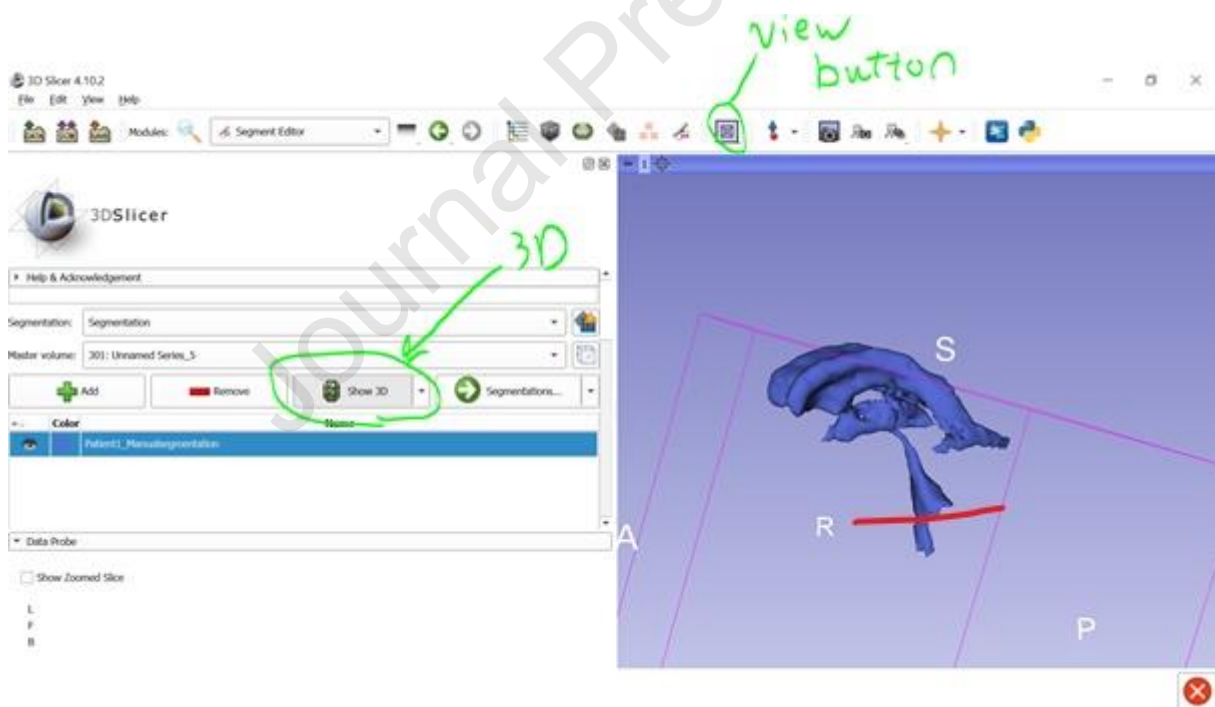 Journal Pre
view
button
3D Slicer 4.10.2
File Edit View Help
Modules: Segment Editor
1
3DSlicer
3D
Help & Acknowledgement
Segmentation: Segmentation
Master volume: 301: Unnamed Series_5
Add Remove Show 3D Segmentations...
Color Name
Patient1_Manualsegmentation
Data Probe
Show Zoomed Slice
L
F
B
S
R
A
P